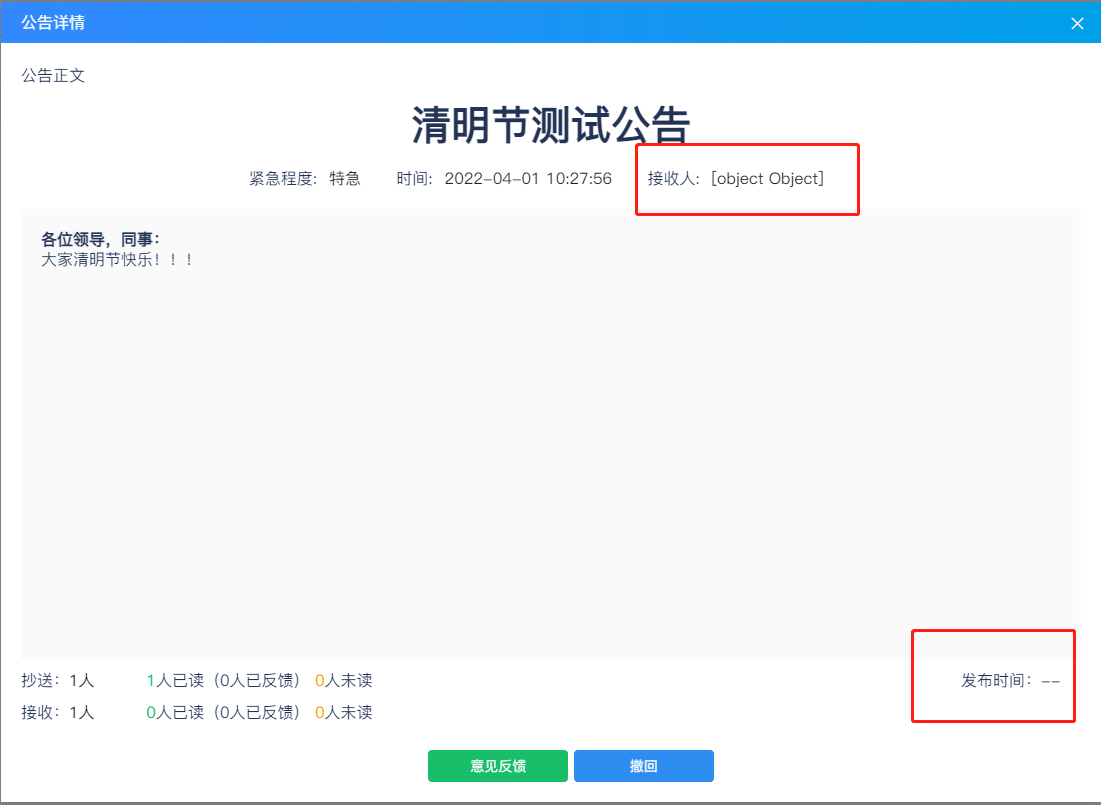 公告详情
公告正文
清明节测试公告
紧急程度: 特急 时间: 2022-04-01 10:27:56 接收人: [object Object]
各位领导，同事：
大家清明节快乐！！！
抄送：1人 1人已读（0人已反馈） 0人未读 发布时间：--
接收：1人 0人已读（0人已反馈） 0人未读
意见反馈 撤回